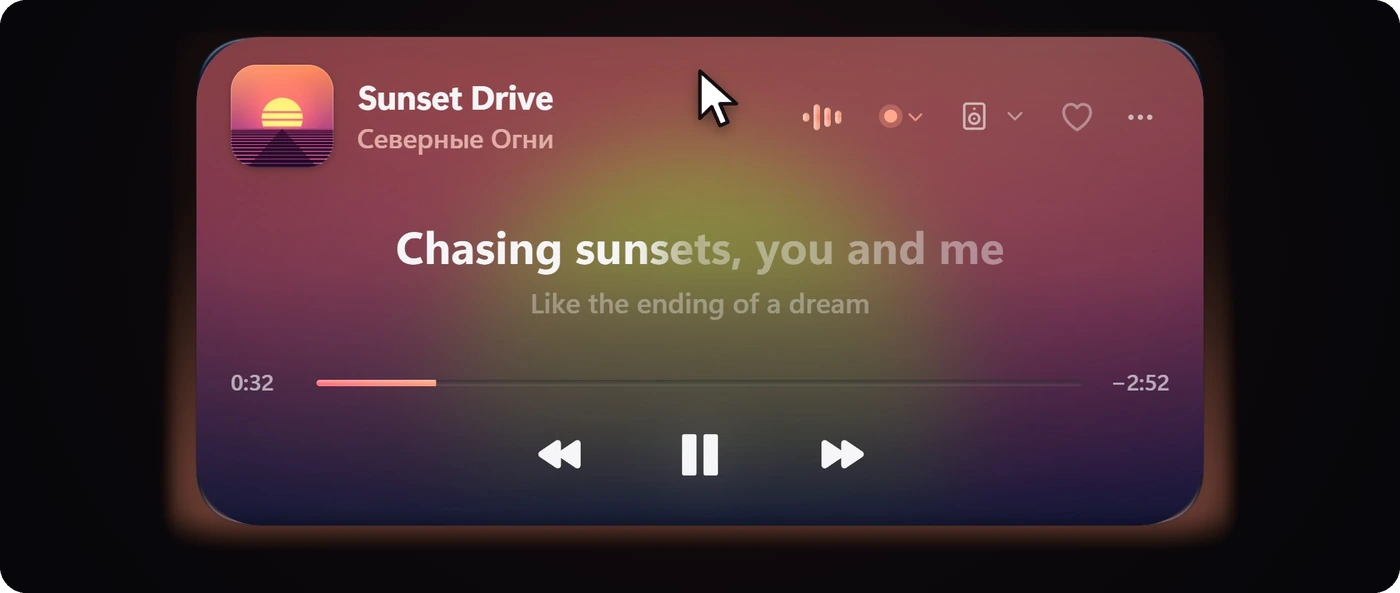 Sunset Drive
Северные Огни
Chasing sunsets, you and me
Like the ending of a dream
0:32
−2:52